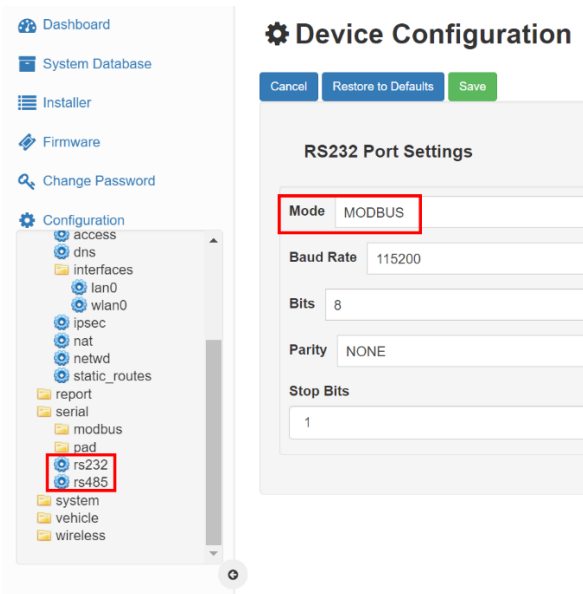 Dashboard
System Database
Installer
Firmware
Change Password
Configuration
access
dns
interfaces
lan0
wlan0
ipsec
nat
netwd
static_routes
report
serial
modbus
pad
rs232
rs485
system
vehicle
wireless
Device Configuration
Cancel Restore to Defaults Save
RS232 Port Settings
Mode MODBUS
Baud Rate 115200
Bits 8
Parity NONE
Stop Bits
1